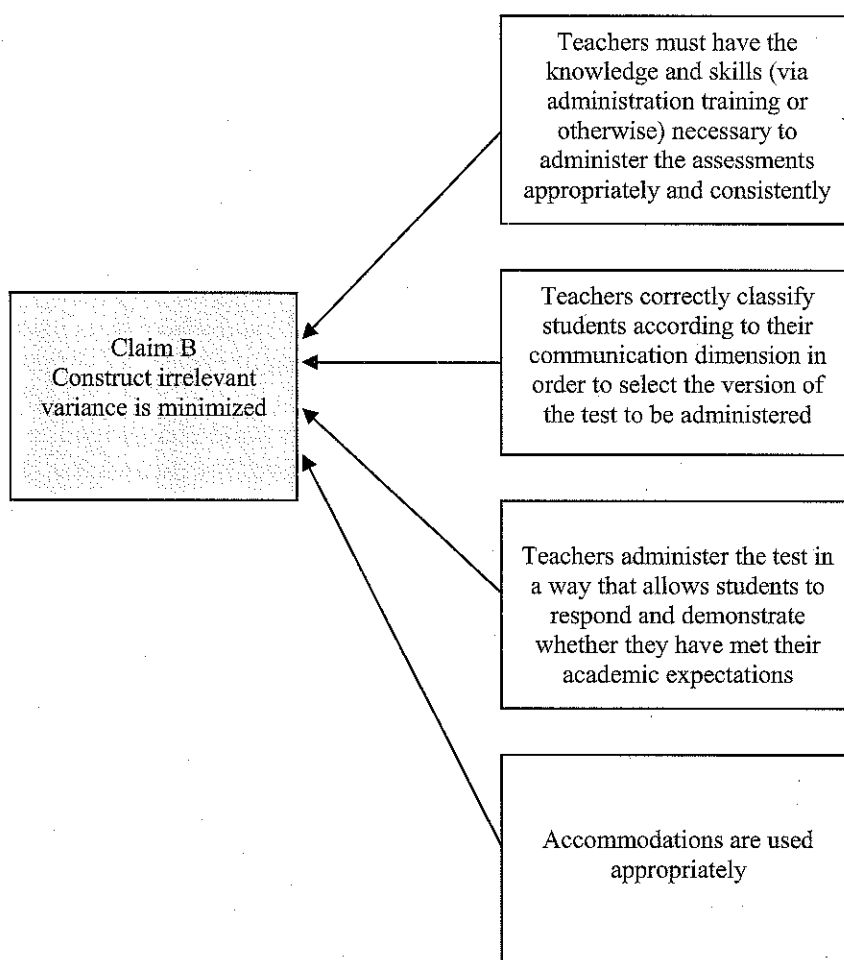 Teachers must have the
knowledge and skills (via
administration training or
otherwise) necessary to
administer the assessments
appropriately and consistently
Claim B
Construct irrelevant
variance is minimized
Teachers correctly classify
students according to their
communication dimension in
order to select the version of
the test to be administered
Teachers administer the test in
a way that allows students to
respond and demonstrate
whether they have met their
academic expectations
Accommodations are used
appropriately